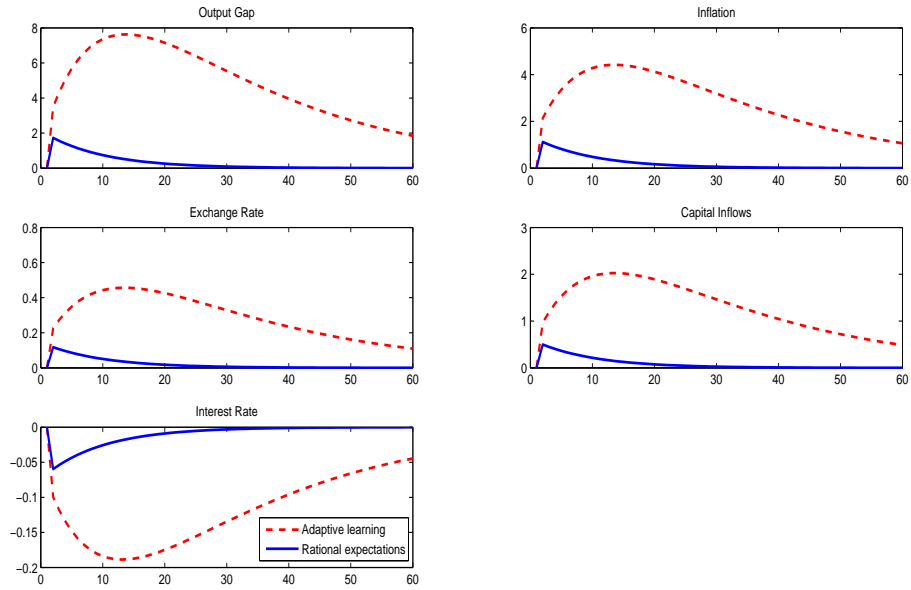 Output Gap
8
6
4
2
0
0 10 20 30 40 50 60
Inflation
6
4
2
0
0 10 20 30 40 50 60
Exchange Rate
0.8
0.6
0.4
0.2
0
0 10 20 30 40 50 60
Capital Inflows
3
2
1
0
0 10 20 30 40 50 60
Interest Rate
0
−0.05
−0.1
−0.15
−0.2
0 10 20 30 40 50 60
Adaptive learning
Rational expectations